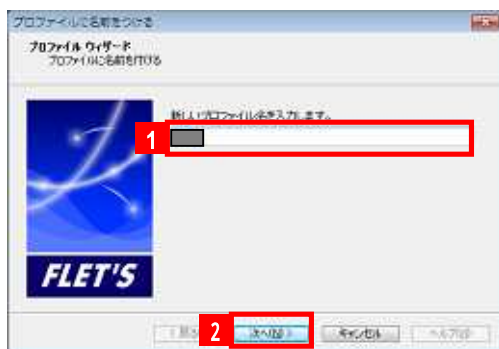 プロファイルに名前をつける
プロファイル ウィザード
プロファイルに名前を付ける
新しいプロファイル名を入力します。
1
FLET'S
2
次へ(N) >
キャンセル
ヘルプ(H)